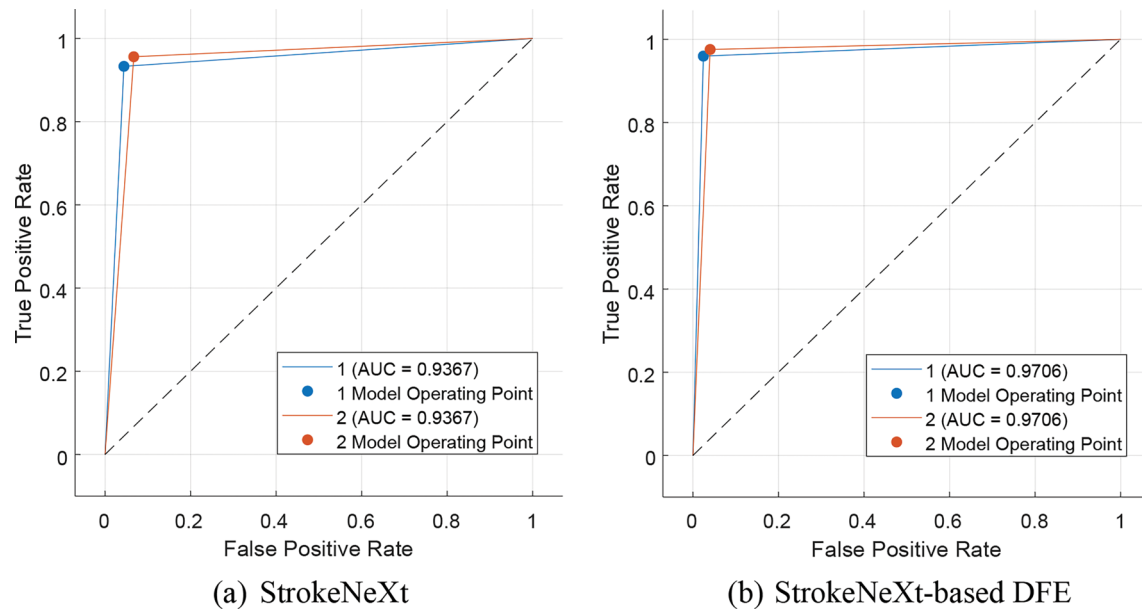 1
0.8
0.6
0.4
0.2
0
True Positive Rate
0 0.2 0.4 0.6 0.8 1
False Positive Rate
1 (AUC = 0.9367)
1 Model Operating Point
2 (AUC = 0.9367)
2 Model Operating Point
(a) StrokeNeXt
1
0.8
0.6
0.4
0.2
0
True Positive Rate
0 0.2 0.4 0.6 0.8 1
False Positive Rate
1 (AUC = 0.9706)
1 Model Operating Point
2 (AUC = 0.9706)
2 Model Operating Point
(b) StrokeNeXt-based DFE